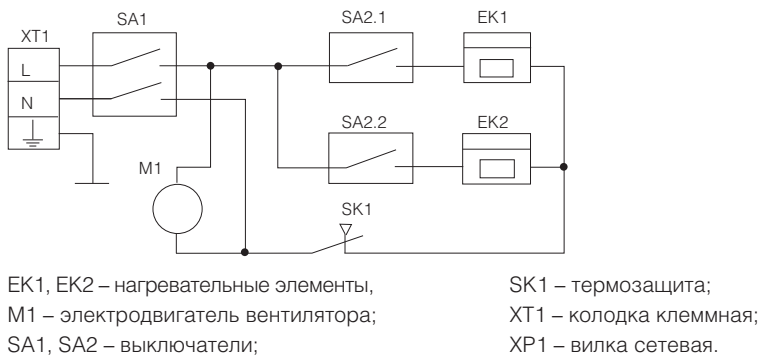 SA1
SA2.1
EK1
XT1
L
N
SA2.2
EK2
M1
SK1
EK1, EK2 – нагревательные элементы,
M1 – электродвигатель вентилятора;
SA1, SA2 – выключатели;
SK1 – термозащита;
XT1 – колодка клеммная;
XP1 – вилка сетевая.